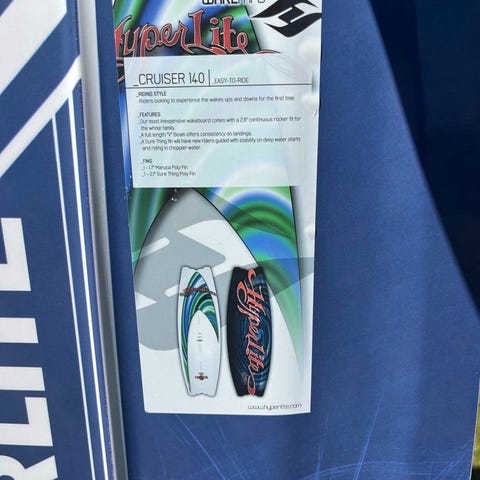 HyperLite
_CRUISER 140 | _EASY-TO-RIDE
_RIDING STYLE
Riders looking to experience the wakes ups and downs for the first time.
_FEATURES
_Our most inexpensive wakeboard comes with a 2.8" continuous rocker fit for
the whole family.
_A full length "V" Beam offers consistency on landings.
_A Sure Thing fin will have new riders guided with stability on deep water starts
and riding in choppier water.
_FINS
_1 - 1.7" Maruca Poly Fin
_1 - 2.1" Sure Thing Poly Fin
HyperLite
www.hyperlite.com
RLITE